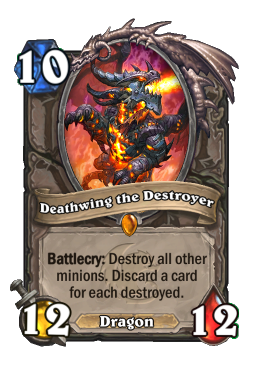 10
Deathwing the Destroyer
Battlecry: Destroy all other
minions. Discard a card
for each destroyed.
12
Dragon
12